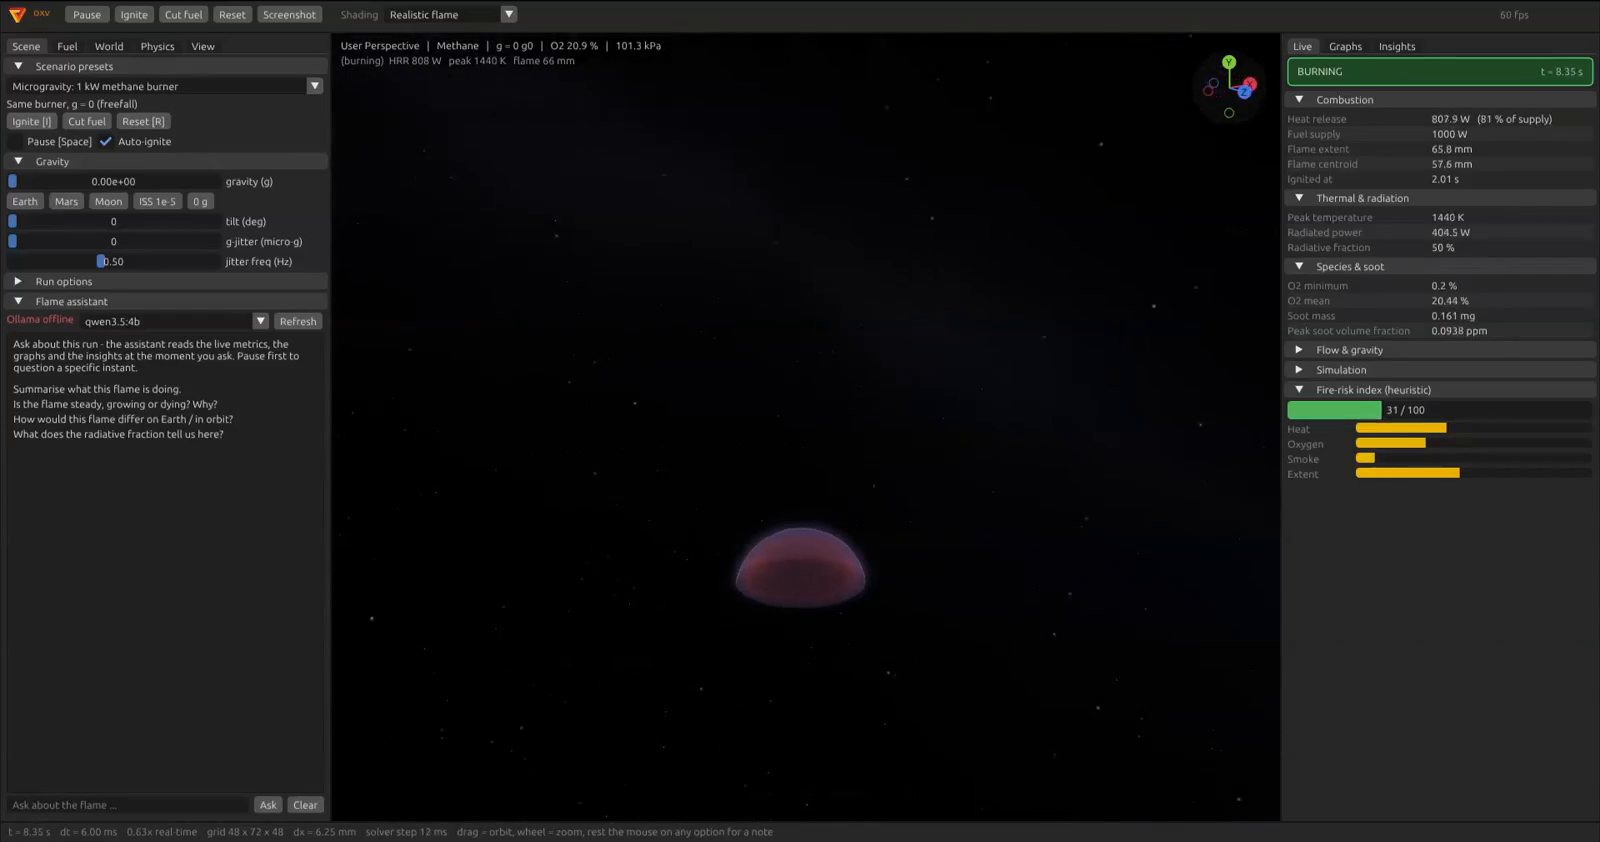 DXV Pause Ignite Cut fuel Reset Screenshot Shading Realistic flame 60 fps
Scene Fuel World Physics View
Scenario presets
Microgravity: 1 kW methane burner
Same burner, g = 0 (freefall)
Ignite [I] Cut fuel Reset [R]
Pause [Space] Auto-ignite
Gravity
0.00e+00 gravity (g)
Earth Mars Moon ISS 1e-5 0 g
0 tilt (deg)
0 g-jitter (micro-g)
0.50 jitter freq (Hz)
Run options
Flame assistant
Ollama offline qwen3.5:4b Refresh
Ask about this run - the assistant reads the live metrics, the
graphs and the insights at the moment you ask. Pause first to
question a specific instant.
Summarise what this flame is doing.
Is the flame steady, growing or dying? Why?
How would this flame differ on Earth / in orbit?
What does the radiative fraction tell us here?
Ask about the flame ... Ask Clear
User Perspective | Methane | g = 0 g0 | O2 20.9 % | 101.3 kPa
(burning) HRR 808 W peak 1440 K flame 66 mm
Y
X
Z
Live Graphs Insights
BURNING t = 8.35 s
Combustion
Heat release 807.9 W (81 % of supply)
Fuel supply 1000 W
Flame extent 65.8 mm
Flame centroid 57.6 mm
Ignited at 2.01 s
Thermal & radiation
Peak temperature 1440 K
Radiated power 404.5 W
Radiative fraction 50 %
Species & soot
O2 minimum 0.2 %
O2 mean 20.44 %
Soot mass 0.161 mg
Peak soot volume fraction 0.0938 ppm
Flow & gravity
Simulation
Fire-risk index (heuristic)
31 / 100
Heat
Oxygen
Smoke
Extent
t = 8.35 s dt = 6.00 ms 0.63x real-time grid 48 x 72 x 48 dx = 6.25 mm solver step 12 ms drag = orbit, wheel = zoom, rest the mouse on any option for a note